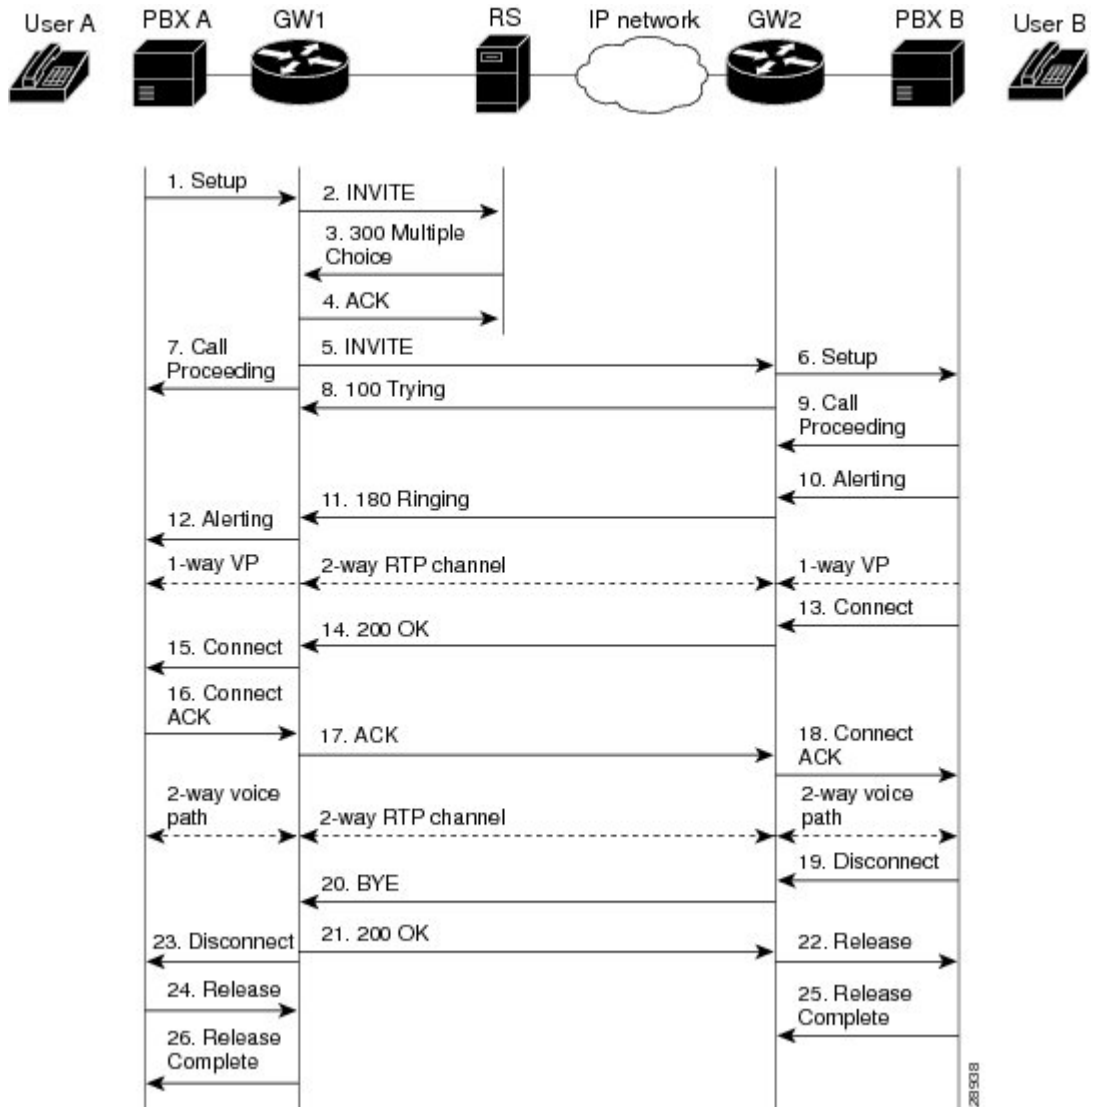 User A
PBX A
GW1
RS
IP network
GW2
PBX B
User B
1. Setup
2. INVITE
3. 300 Multiple
Choice
4. ACK
7. Call
Proceeding
5. INVITE
6. Setup
8. 100 Trying
9. Call
Proceeding
10. Alerting
11. 180 Ringing
12. Alerting
1-way VP
2-way RTP channel
1-way VP
13. Connect
14. 200 OK
15. Connect
16. Connect
ACK
17. ACK
18. Connect
ACK
2-way voice
path
2-way RTP channel
2-way voice
path
19. Disconnect
20. BYE
21. 200 OK
23. Disconnect
22. Release
24. Release
25. Release
Complete
26. Release
Complete
28938